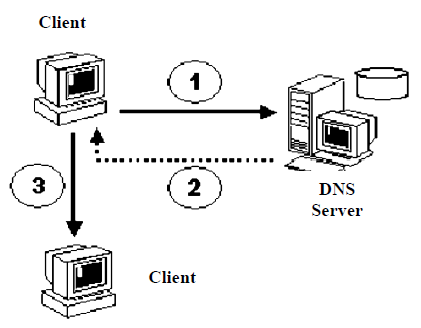 Client
1
2
DNS
Server
3
Client